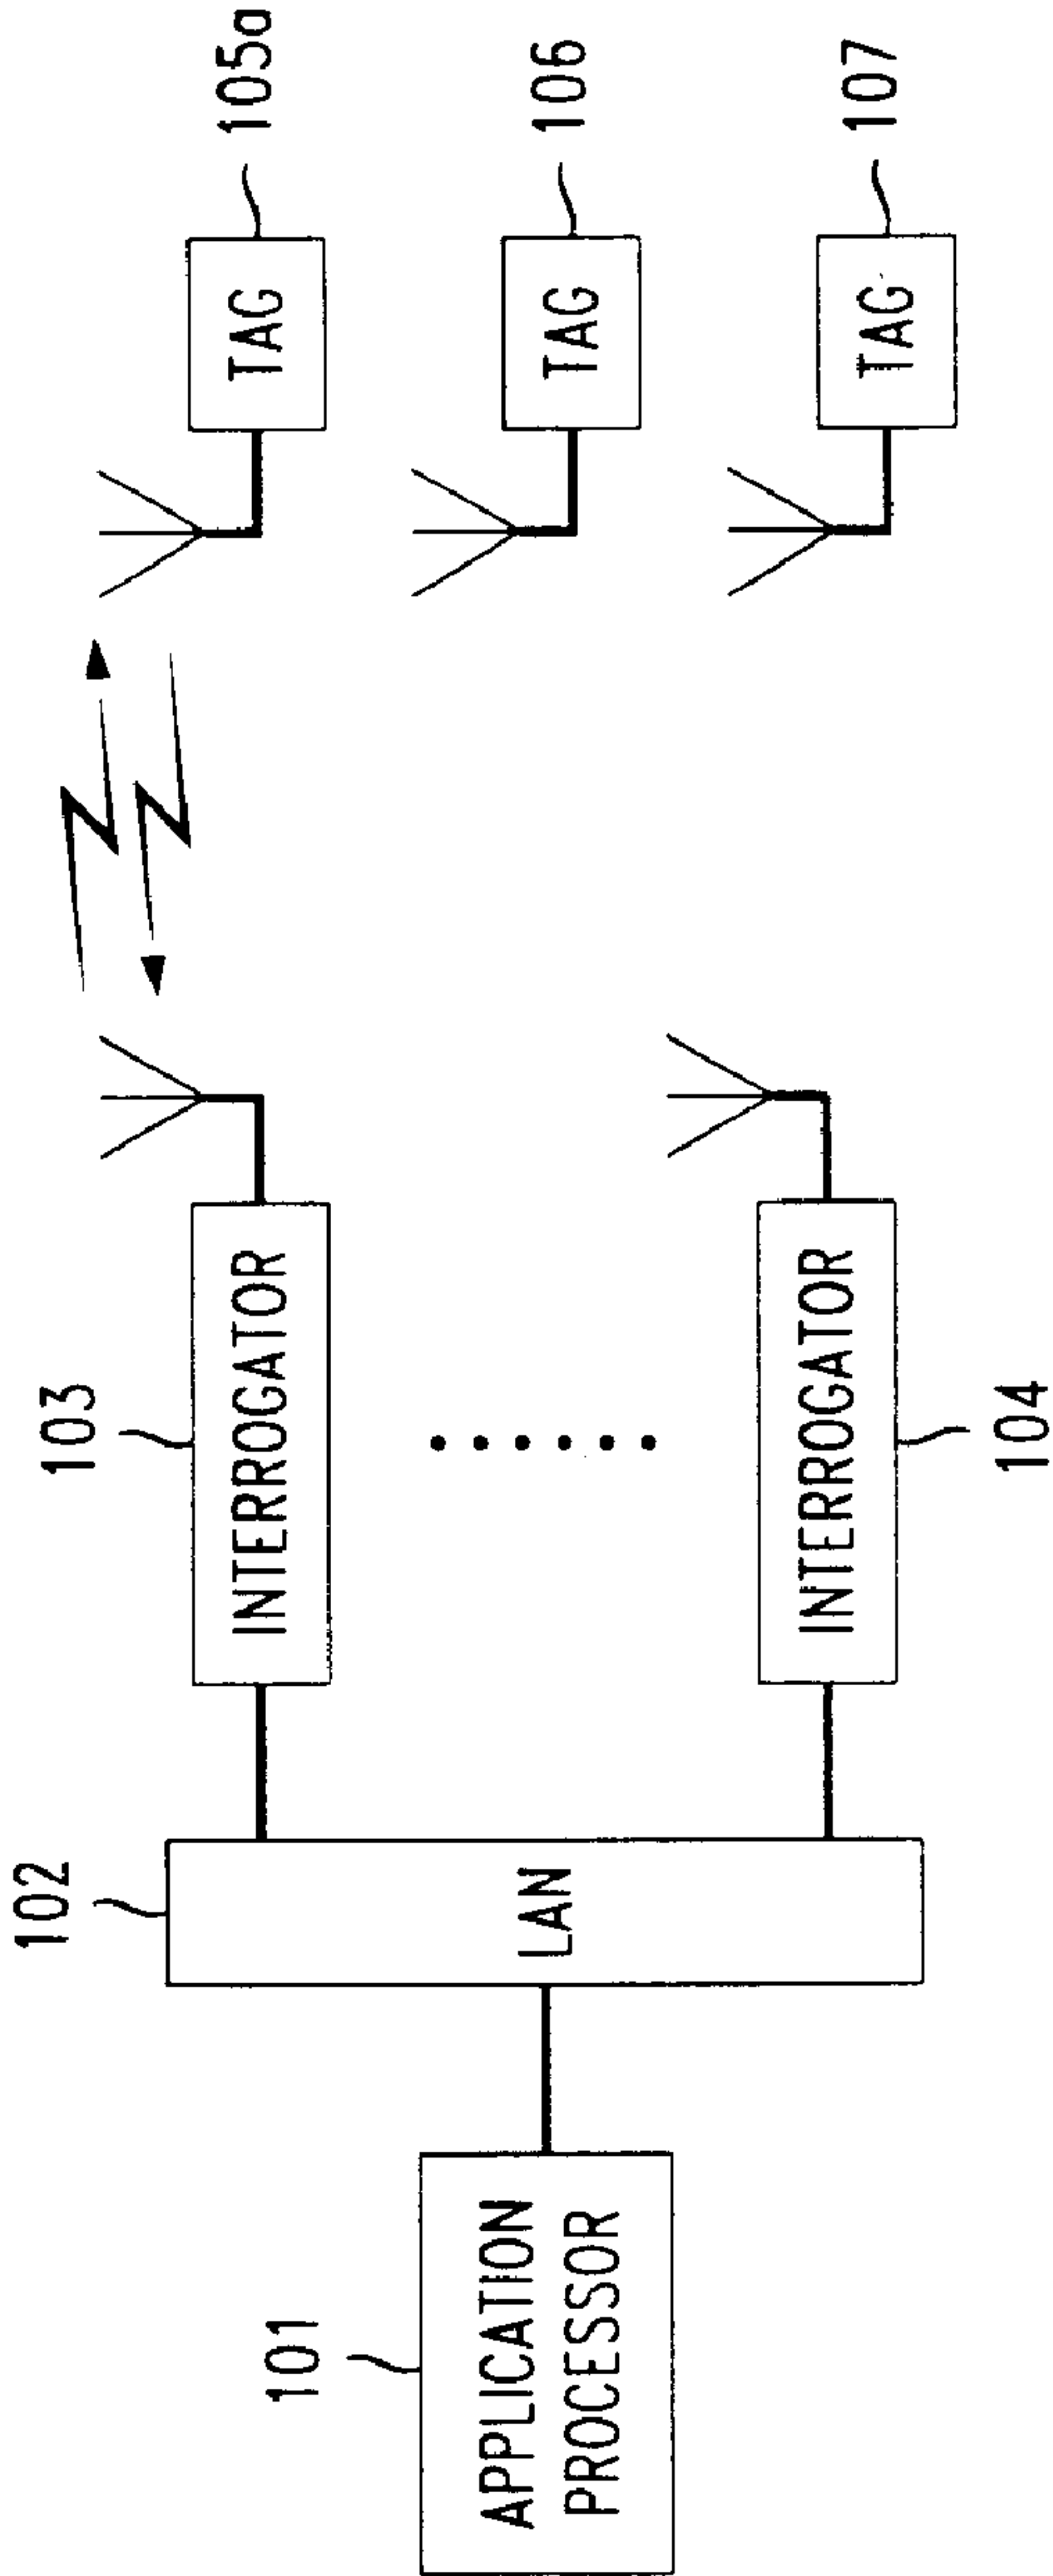 101
APPLICATION
PROCESSOR
102
LAN
103
INTERROGATOR
INTERROGATOR
104
TAG
105a
TAG
106
TAG
107